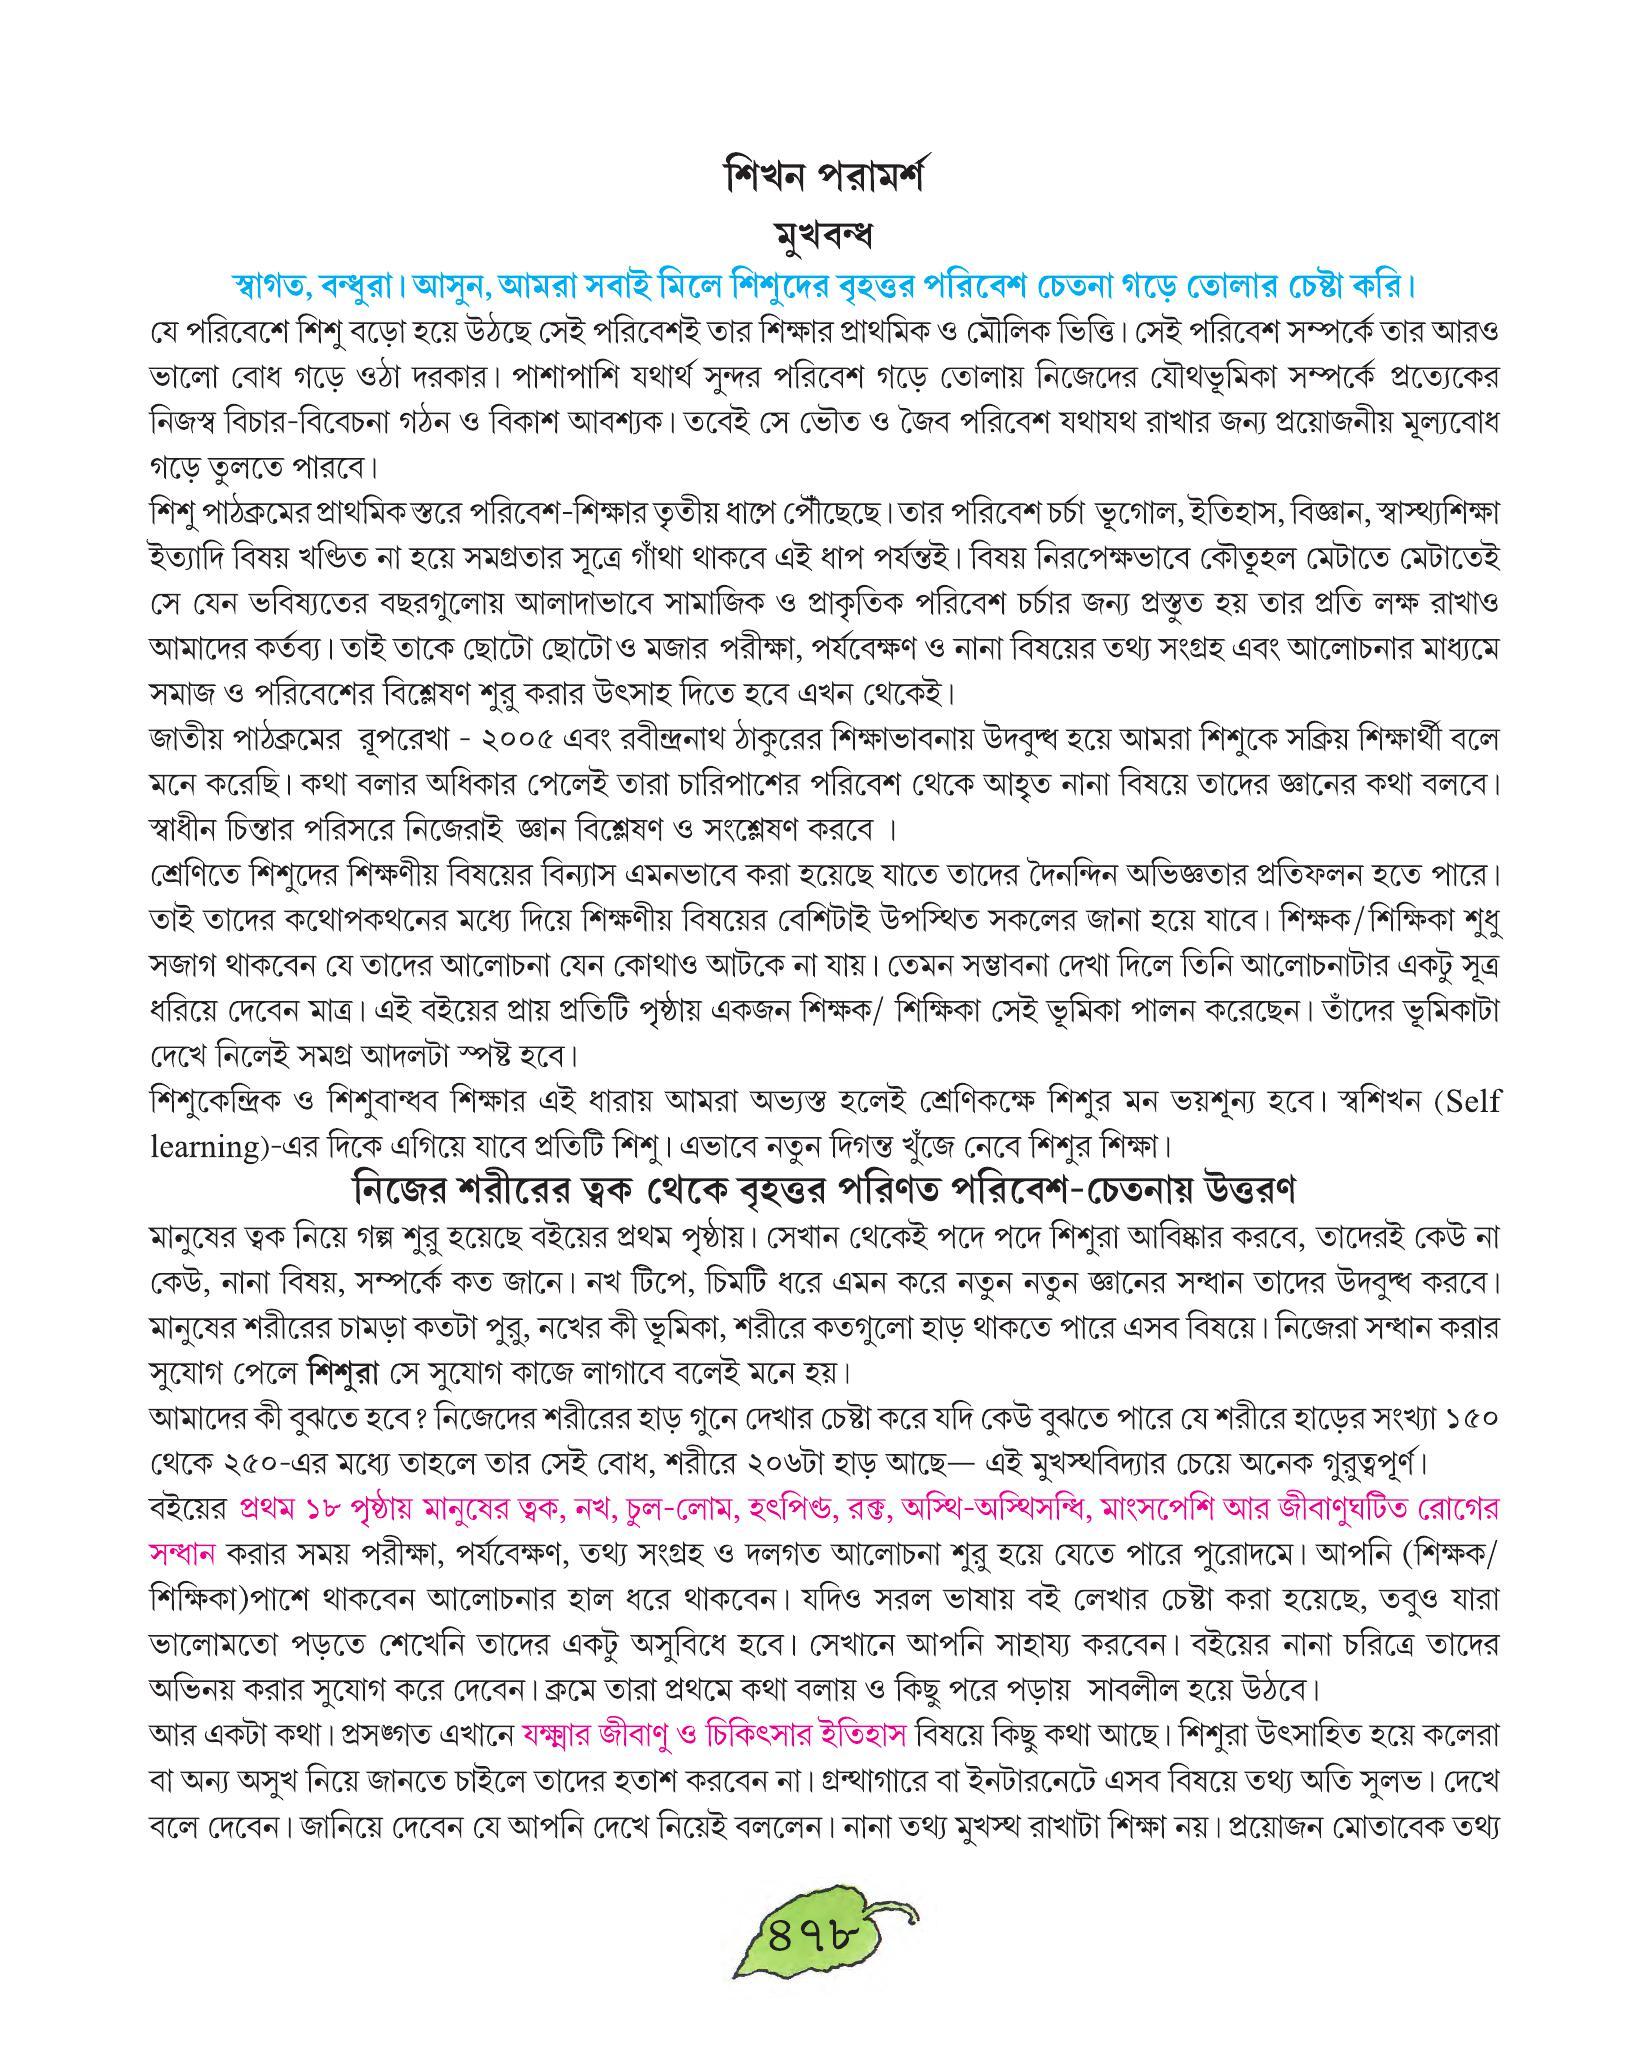 শিখন পরামর্শ
মুখবন্ধ
স্বাগত, বন্ধুরা। আসুন, আমরা সবাই মিলে শিশুদের বৃহত্তর পরিবেশ চেতনা গড়ে তোলার চেষ্টা করি।
যে পরিবেশে শিশু বড়ো হয়ে উঠছে সেই পরিবেশই তার শিক্ষার প্রাথমিক ও মৌলিক ভিত্তি। সেই পরিবেশ সম্পর্কে তার আরও
ভালো বোধ গড়ে ওঠা দরকার। পাশাপাশি যথার্থ সুন্দর পরিবেশ গড়ে তোলায় নিজেদের যৌথভূমিকা সম্পর্কে প্রত্যেকের
নিজস্ব বিচার-বিবেচনা গঠন ও বিকাশ আবশ্যক। তবেই সে ভৌত ও জৈব পরিবেশ যথাযথ রাখার জন্য প্রয়োজনীয় মূল্যবোধ
গড়ে তুলতে পারবে।
শিশু পাঠক্রমের প্রাথমিক স্তরে পরিবেশ-শিক্ষার তৃতীয় ধাপে পৌঁছেছে। তার পরিবেশ চর্চা ভূগোল, ইতিহাস, বিজ্ঞান, স্বাস্থ্যশিক্ষা
ইত্যাদি বিষয় খণ্ডিত না হয়ে সমগ্রতার সূত্রে গাঁথা থাকবে এই ধাপ পর্যন্তই। বিষয় নিরপেক্ষভাবে কৌতূহল মেটাতে মেটাতেই
সে যেন ভবিষ্যতের বছরগুলোয় আলাদাভাবে সামাজিক ও প্রাকৃতিক পরিবেশ চর্চার জন্য প্রস্তুত হয় তার প্রতি লক্ষ রাখাও
আমাদের কর্তব্য। তাই তাকে ছোটো ছোটো ও মজার পরীক্ষা, পর্যবেক্ষণ ও নানা বিষয়ের তথ্য সংগ্রহ এবং আলোচনার মাধ্যমে
সমাজ ও পরিবেশের বিশ্লেষণ শুরু করার উৎসাহ দিতে হবে এখন থেকেই।
জাতীয় পাঠক্রমের রূপরেখা - ২০০৫ এবং রবীন্দ্রনাথ ঠাকুরের শিক্ষাভাবনায় উদবুদ্ধ হয়ে আমরা শিশুকে সক্রিয় শিক্ষার্থী বলে
মনে করেছি। কথা বলার অধিকার পেলেই তারা চারিপাশের পরিবেশ থেকে আহৃত নানা বিষয়ে তাদের জ্ঞানের কথা বলবে।
স্বাধীন চিন্তার পরিসরে নিজেরাই জ্ঞান বিশ্লেষণ ও সংশ্লেষণ করবে ।
শ্রেণিতে শিশুদের শিক্ষণীয় বিষয়ের বিন্যাস এমনভাবে করা হয়েছে যাতে তাদের দৈনন্দিন অভিজ্ঞতার প্রতিফলন হতে পারে।
তাই তাদের কথোপকথনের মধ্যে দিয়ে শিক্ষণীয় বিষয়ের বেশিটাই উপস্থিত সকলের জানা হয়ে যাবে। শিক্ষক/শিক্ষিকা শুধু
সজাগ থাকবেন যে তাদের আলোচনা যেন কোথাও আটকে না যায়। তেমন সম্ভাবনা দেখা দিলে তিনি আলোচনাটার একটু সূত্র
ধরিয়ে দেবেন মাত্র। এই বইয়ের প্রায় প্রতিটি পৃষ্ঠায় একজন শিক্ষক/ শিক্ষিকা সেই ভূমিকা পালন করেছেন। তাঁদের ভূমিকাটা
দেখে নিলেই সমগ্র আদলটা স্পষ্ট হবে।
শিশুকেন্দ্রিক ও শিশুবান্ধব শিক্ষার এই ধারায় আমরা অভ্যস্ত হলেই শ্রেণিকক্ষে শিশুর মন ভয়শূন্য হবে। স্বশিখন (Self
learning)-এর দিকে এগিয়ে যাবে প্রতিটি শিশু। এভাবে নতুন দিগন্ত খুঁজে নেবে শিশুর শিক্ষা।
নিজের শরীরের ত্বক থেকে বৃহত্তর পরিণত পরিবেশ-চেতনায় উত্তরণ
মানুষের ত্বক নিয়ে গল্প শুরু হয়েছে বইয়ের প্রথম পৃষ্ঠায়। সেখান থেকেই পদে পদে শিশুরা আবিষ্কার করবে, তাদেরই কেউ না
কেউ, নানা বিষয়, সম্পর্কে কত জানে। নখ টিপে, চিমটি ধরে এমন করে নতুন নতুন জ্ঞানের সন্ধান তাদের উদবুদ্ধ করবে।
মানুষের শরীরের চামড়া কতটা পুরু, নখের কী ভূমিকা, শরীরে কতগুলো হাড় থাকতে পারে এসব বিষয়ে। নিজেরা সন্ধান করার
সুযোগ পেলে শিশুরা সে সুযোগ কাজে লাগাবে বলেই মনে হয়।
আমাদের কী বুঝতে হবে? নিজেদের শরীরের হাড় গুনে দেখার চেষ্টা করে যদি কেউ বুঝতে পারে যে শরীরে হাড়ের সংখ্যা ১৫০
থেকে ২৫০-এর মধ্যে তাহলে তার সেই বোধ, শরীরে ২০৬টা হাড় আছে— এই মুখস্থবিদ্যার চেয়ে অনেক গুরুত্বপূর্ণ।
বইয়ের প্রথম ১৮ পৃষ্ঠায় মানুষের ত্বক, নখ, চুল-লোম, হৃৎপিণ্ড, রক্ত, অস্থি-অস্থিসন্ধি, মাংসপেশি আর জীবাণুঘটিত রোগের
সন্ধান করার সময় পরীক্ষা, পর্যবেক্ষণ, তথ্য সংগ্রহ ও দলগত আলোচনা শুরু হয়ে যেতে পারে পুরোদমে। আপনি (শিক্ষক/
শিক্ষিকা)পাশে থাকবেন আলোচনার হাল ধরে থাকবেন। যদিও সরল ভাষায় বই লেখার চেষ্টা করা হয়েছে, তবুও যারা
ভালোমতো পড়তে শেখেনি তাদের একটু অসুবিধে হবে। সেখানে আপনি সাহায্য করবেন। বইয়ের নানা চরিত্রে তাদের
অভিনয় করার সুযোগ করে দেবেন। ক্রমে তারা প্রথমে কথা বলায় ও কিছু পরে পড়ায় সাবলীল হয়ে উঠবে।
আর একটা কথা। প্রসঙ্গত এখানে যক্ষ্মার জীবাণু ও চিকিৎসার ইতিহাস বিষয়ে কিছু কথা আছে। শিশুরা উৎসাহিত হয়ে কলেরা
বা অন্য অসুখ নিয়ে জানতে চাইলে তাদের হতাশ করবেন না। গ্রন্থাগারে বা ইনটারনেটে এসব বিষয়ে তথ্য অতি সুলভ। দেখে
বলে দেবেন। জানিয়ে দেবেন যে আপনি দেখে নিয়েই বললেন। নানা তথ্য মুখস্থ রাখাটা শিক্ষা নয়। প্রয়োজন মোতাবেক তথ্য
৪৭৮